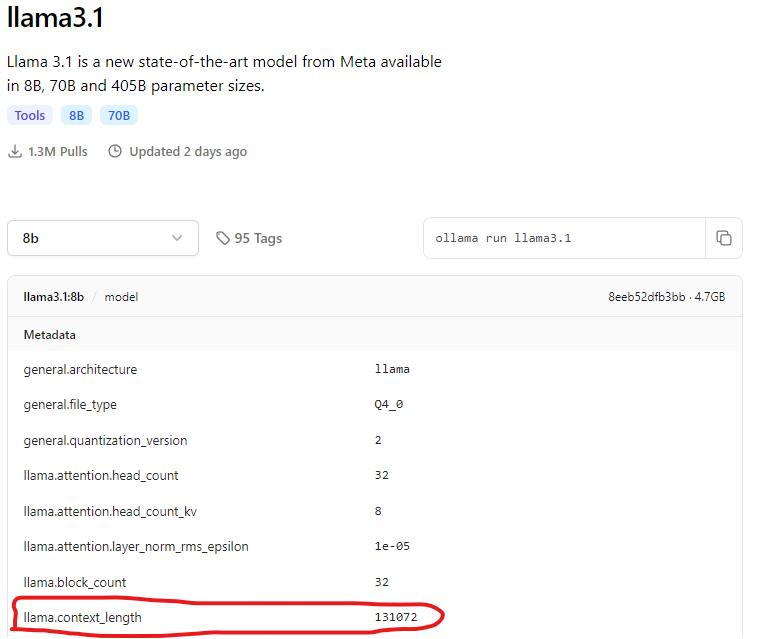 llama3.1
Llama 3.1 is a new state-of-the-art model from Meta available
in 8B, 70B and 405B parameter sizes.
Tools 8B 70B
1.3M Pulls Updated 2 days ago
8b 95 Tags ollama run llama3.1
llama3.1:8b / model 8eeb52dfb3bb · 4.7GB
Metadata
general.architecture llama
general.file_type Q4_0
general.quantization_version 2
llama.attention.head_count 32
llama.attention.head_count_kv 8
llama.attention.layer_norm_rms_epsilon 1e-05
llama.block_count 32
llama.context_length 131072